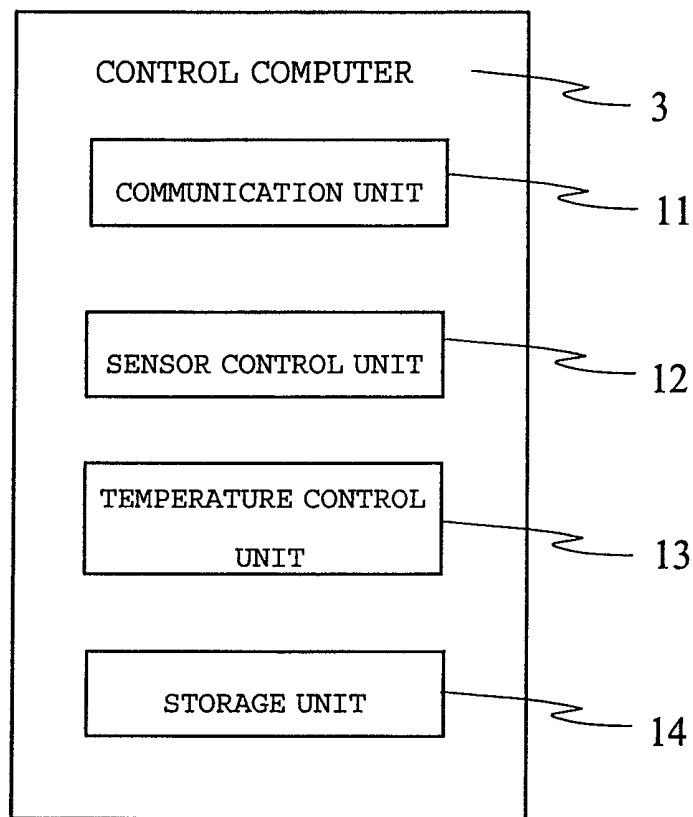 CONTROL COMPUTER
3
COMMUNICATION UNIT
11
SENSOR CONTROL UNIT
12
TEMPERATURE CONTROL
UNIT
13
STORAGE UNIT
14